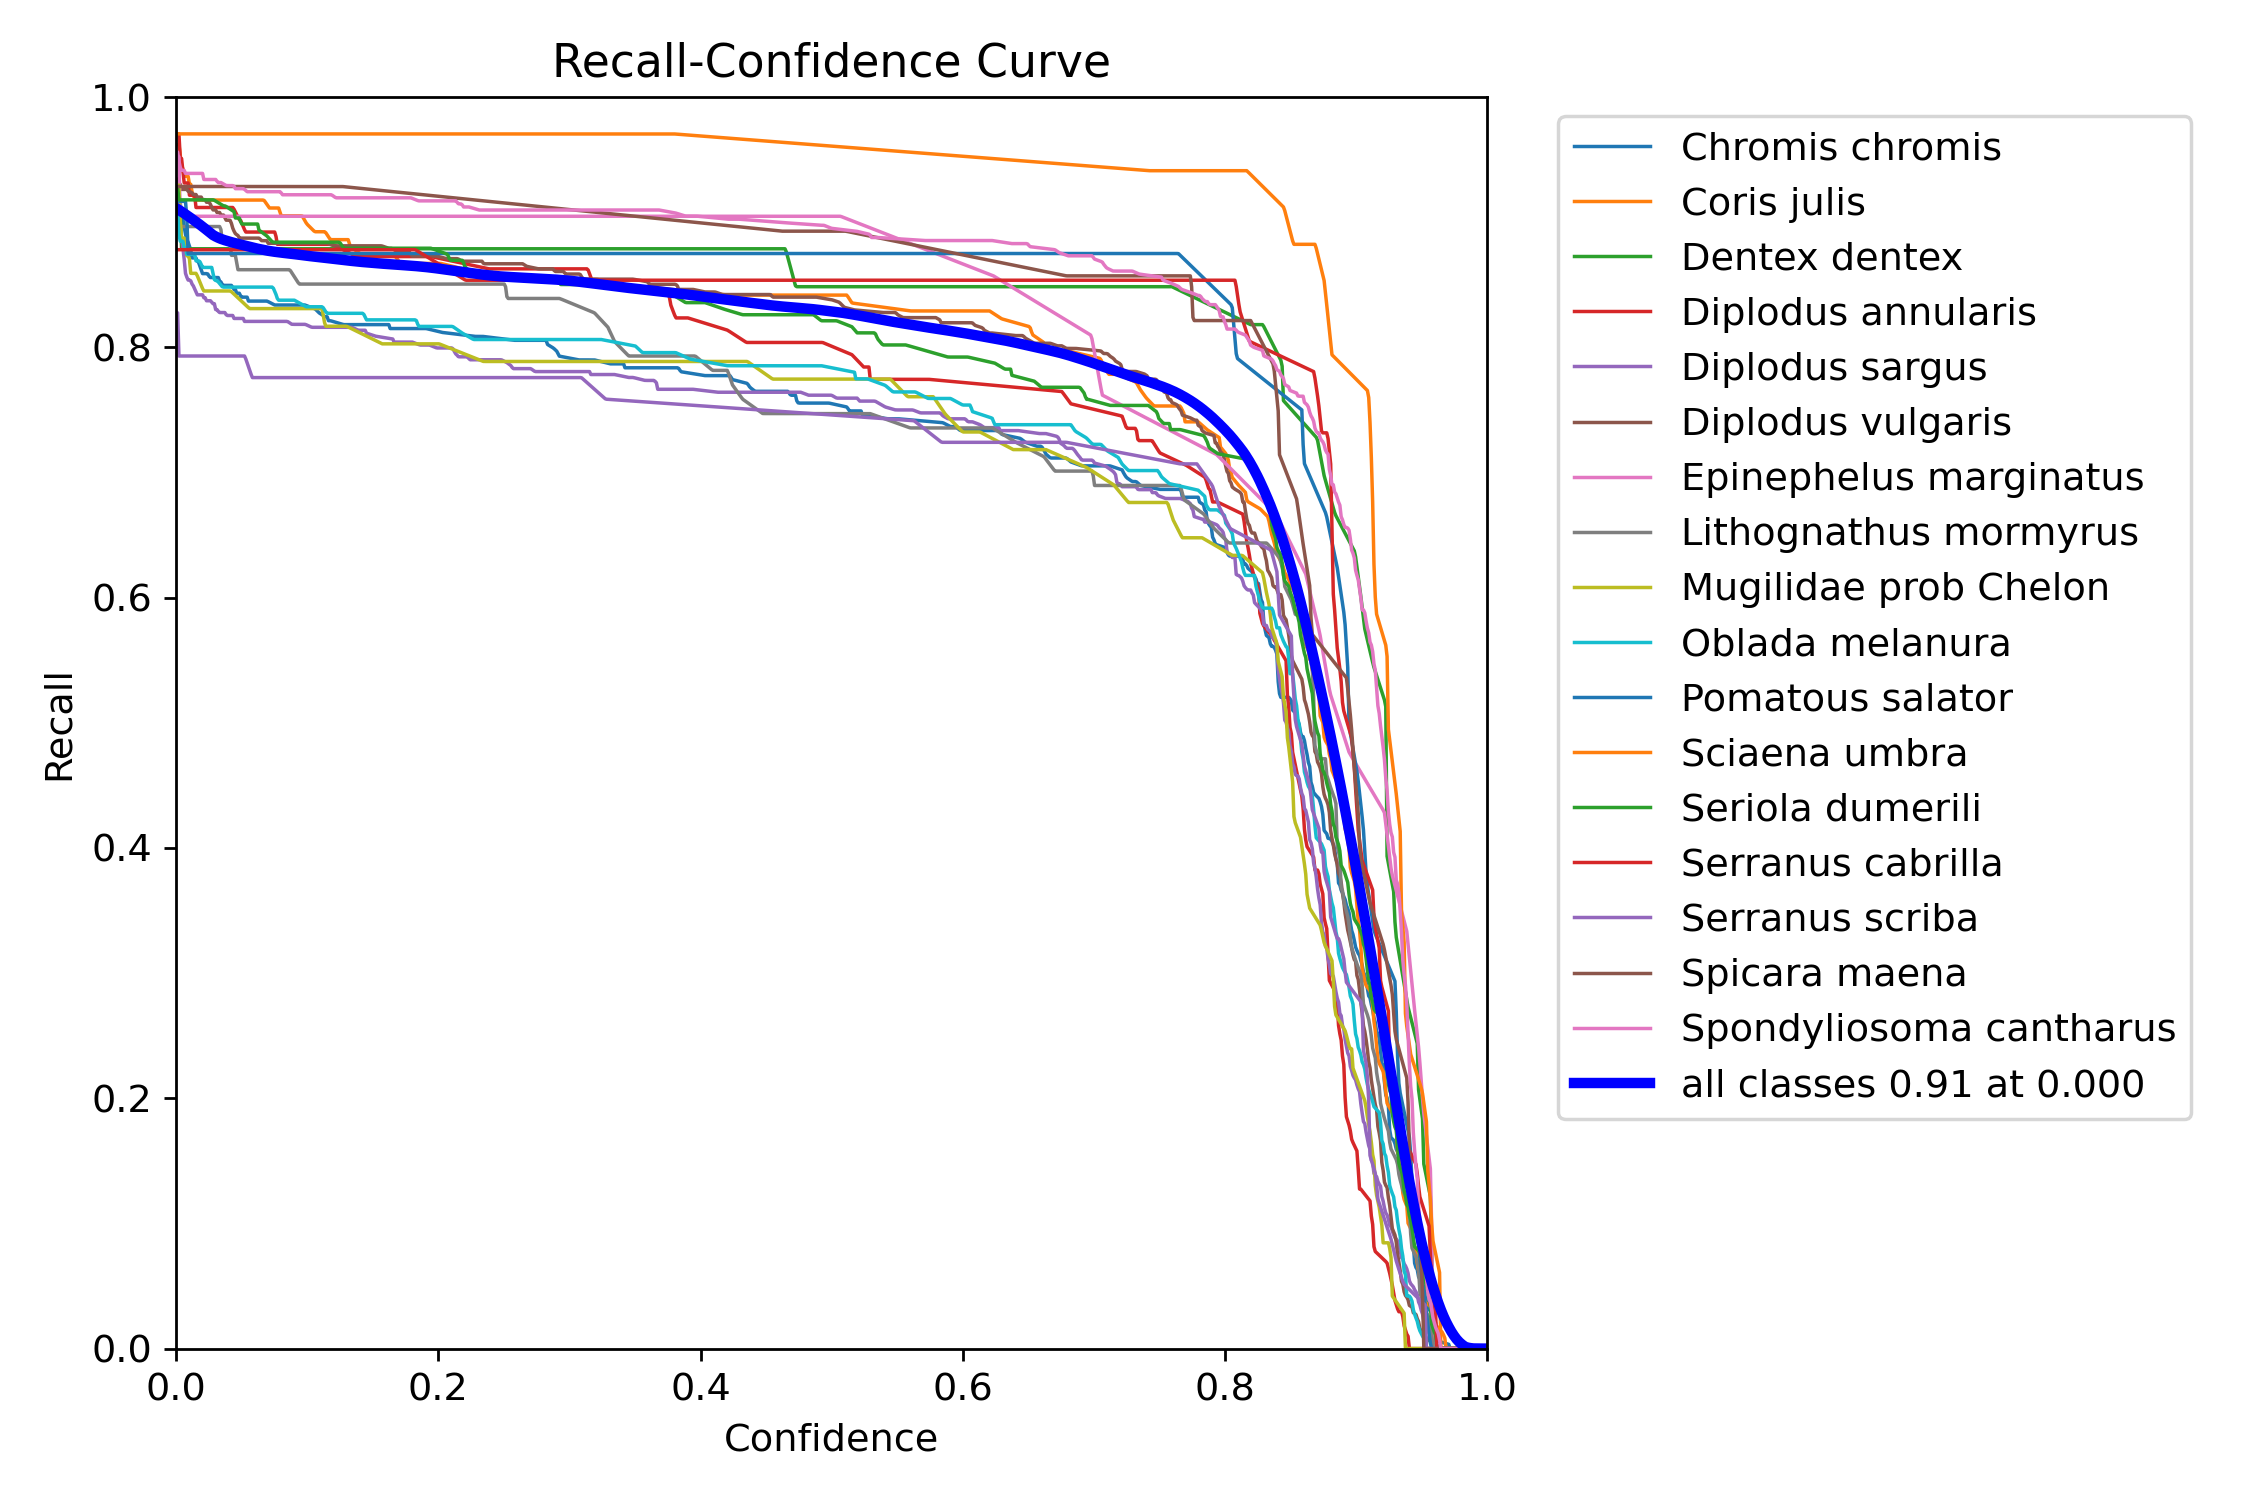 Recall-Confidence Curve
1.0
0.8
0.6
0.4
0.2
0.0
Recall
0.0 0.2 0.4 0.6 0.8 1.0
Confidence
Chromis chromis
Coris julis
Dentex dentex
Diplodus annularis
Diplodus sargus
Diplodus vulgaris
Epinephelus marginatus
Lithognathus mormyrus
Mugilidae prob Chelon
Oblada melanura
Pomatous salator
Sciaena umbra
Seriola dumerili
Serranus cabrilla
Serranus scriba
Spicara maena
Spondyliosoma cantharus
all classes 0.91 at 0.000